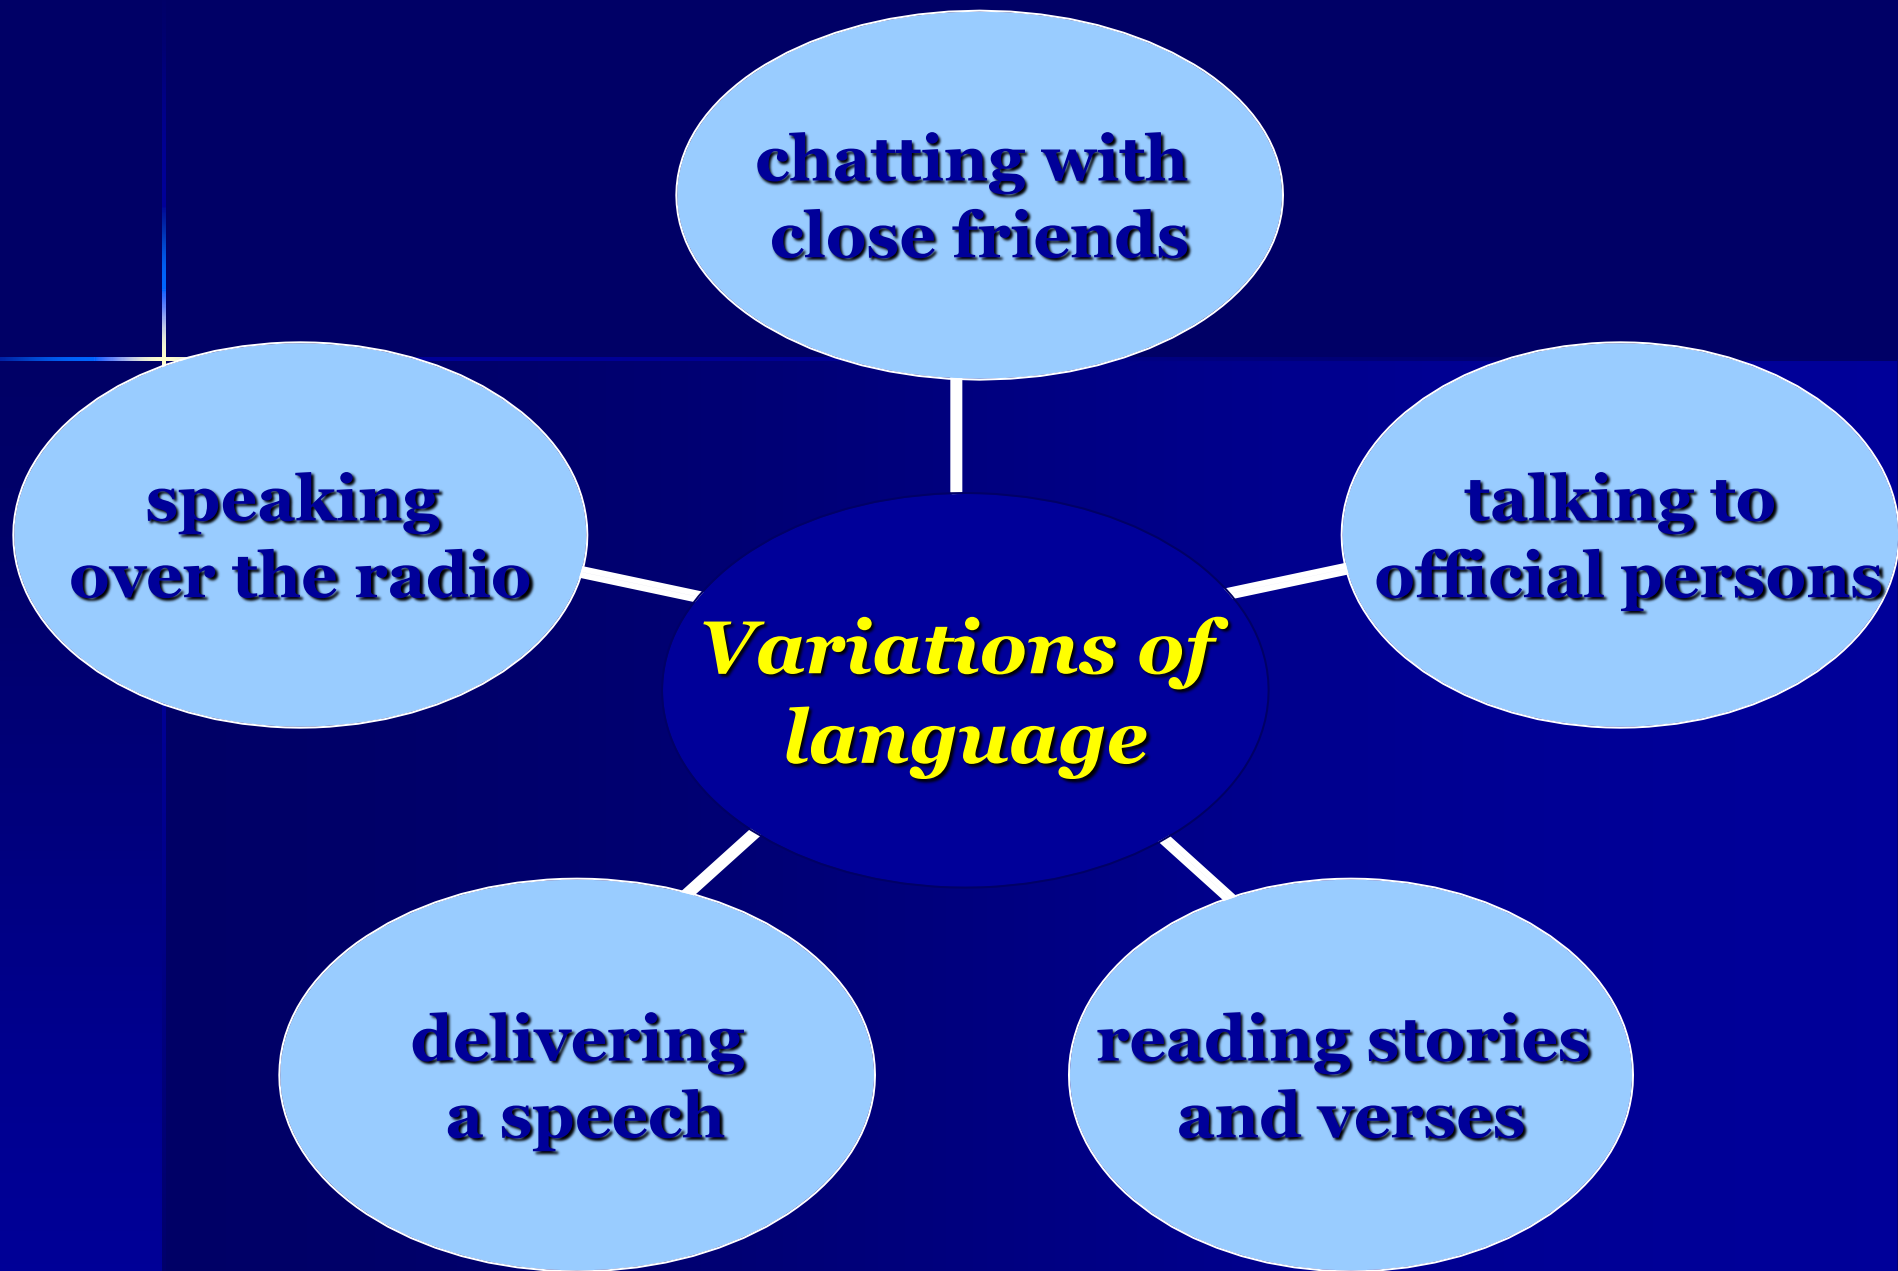 chatting with
close friends
speaking
over the radio
talking to
official persons
Variations of
language
delivering
a speech
reading stories
and verses